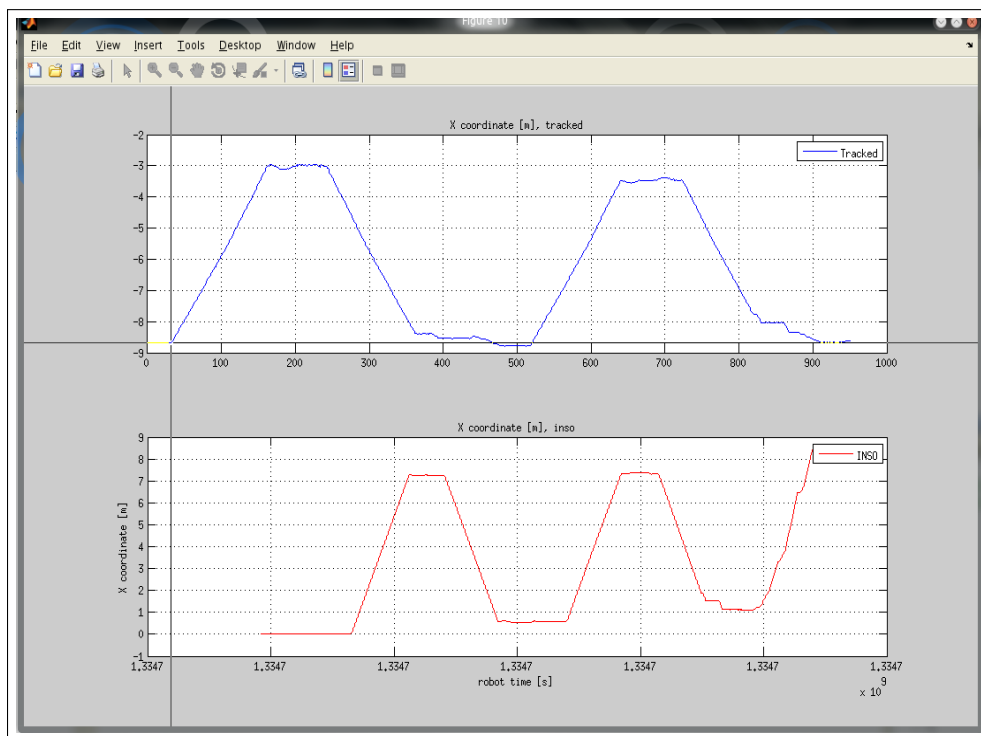 Figure 10
File Edit View Insert Tools Desktop Window Help
X coordinate [m], tracked
-2
-3
-4
-5
-6
-7
-8
-9
Tracked
0 100 200 300 400 500 600 700 800 900 1000
X coordinate [m], inso
9
8
7
6
5
4
3
2
1
0
-1
X coordinate [m]
INSO
1.3347 1.3347 1.3347 1.3347 1.3347 1.3347 1.3347
robot time [s]
x 10
9